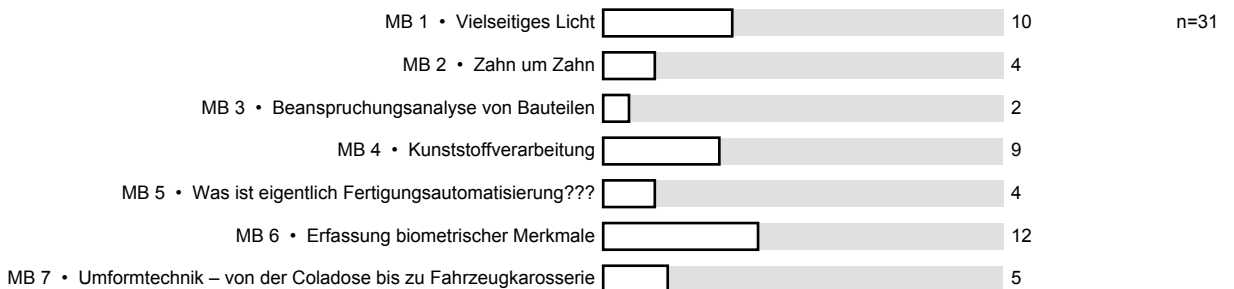 MB 1 • Vielseitiges Licht 10 n=31
MB 2 • Zahn um Zahn 4
MB 3 • Beanspruchungsanalyse von Bauteilen 2
MB 4 • Kunststoffverarbeitung 9
MB 5 • Was ist eigentlich Fertigungsautomatisierung??? 4
MB 6 • Erfassung biometrischer Merkmale 12
MB 7 • Umformtechnik – von der Coladose bis zu Fahrzeugkarosserie 5